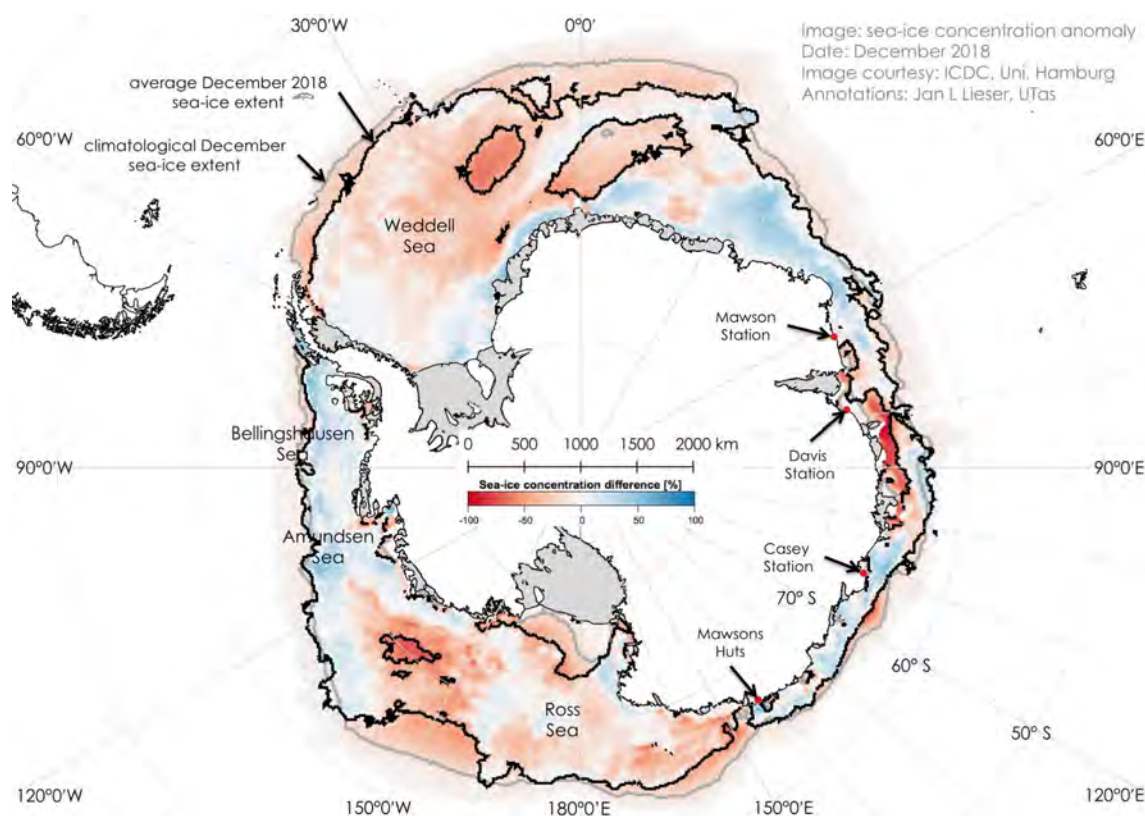 30°0'W
0°0'
Image: sea-ice concentration anomaly
Date: December 2018
Image courtesy: ICDC, Uni. Hamburg
Annotations: Jan L Lieser, UTas
average December 2018
sea-ice extent
60°0'W
climatological December
sea-ice extent
60°0'E
Weddell
Sea
Mawson
Station
Bellingshausen
Sea
0 500 1000 1500 2000 km
Davis
Station
90°0'W
90°0'E
Sea-ice concentration difference [%]
-100 -50 0 50 100
Amundsen
Sea
Casey
Station
70° S
Mawsons
Huts
60° S
Ross
Sea
50° S
120°0'W
150°0'W
180°0'E
150°0'E
120°0'E